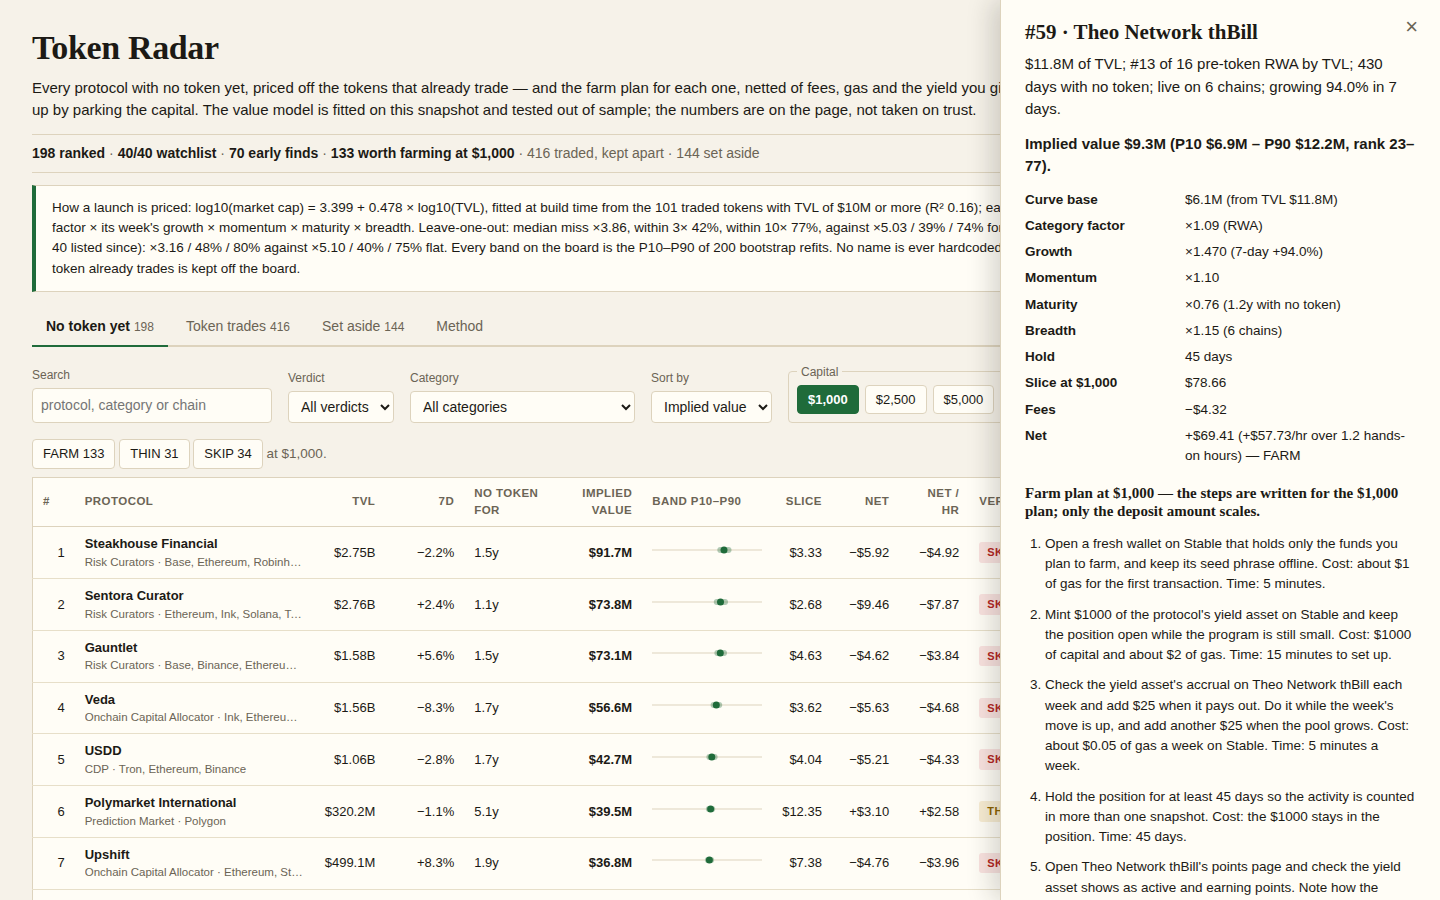 Token Radar
Every protocol with no token yet, priced off the tokens that already trade — and the farm plan for each one, netted of fees, gas and the yield you
up by parking the capital. The value model is fitted on this snapshot and tested out of sample; the numbers are on the page, not taken on trust.
198 ranked · 40/40 watchlist · 70 early finds · 133 worth farming at $1,000 · 416 traded, kept apart · 144 set aside
How a launch is priced: log10(market cap) = 3.399 + 0.478 × log10(TVL), fitted at build time from the 101 traded tokens with TVL of $10M or more (R² 0.16);
factor × its week's growth × momentum × maturity × breadth. Leave-one-out: median miss ×3.86, within 3× 42%, within 10× 77%, against ×5.03 / 39% / 74%
40 listed since): ×3.16 / 48% / 80% against ×5.10 / 40% / 75% flat. Every band on the board is the P10–P90 of 200 bootstrap refits. No name is ever hardcoded
token already trades is kept off the board.
No token yet 198 Token trades 416 Set aside 144 Method
Search Verdict Category Sort by Capital
protocol, category or chain All verdicts All categories Implied value $1,000 $2,500 $5,000
FARM 133 THIN 31 SKIP 34 at $1,000.
# PROTOCOL TVL 7D NO TOKEN FOR IMPLIED VALUE BAND P10–P90 SLICE NET NET / HR
1 Steakhouse Financial $2.75B −2.2% 1.5y $91.7M $3.33 −$5.92 −$4.92
Risk Curators · Base, Ethereum, Robinh…
2 Sentora Curator $2.76B +2.4% 1.1y $73.8M $2.68 −$9.46 −$7.87
Risk Curators · Ethereum, Ink, Solana, T…
3 Gauntlet $1.58B +5.6% 1.5y $73.1M $4.63 −$4.62 −$3.84
Risk Curators · Base, Binance, Ethereu…
4 Veda $1.56B −8.3% 1.7y $56.6M $3.62 −$5.63 −$4.68
Onchain Capital Allocator · Ink, Ethereu…
5 USDD $1.06B −2.8% 1.7y $42.7M $4.04 −$5.21 −$4.33
CDP · Tron, Ethereum, Binance
6 Polymarket International $320.2M −1.1% 5.1y $39.5M $12.35 +$3.10 +$2.58
Prediction Market · Polygon
7 Upshift $499.1M +8.3% 1.9y $36.8M $7.38 −$4.76 −$3.96
Onchain Capital Allocator · Ethereum, St…
#59 · Theo Network thBill ×
$11.8M of TVL; #13 of 16 pre-token RWA by TVL; 430
days with no token; live on 6 chains; growing 94.0% in 7
days.
Implied value $9.3M (P10 $6.9M – P90 $12.2M, rank 23–
77).
Curve base $6.1M (from TVL $11.8M)
Category factor ×1.09 (RWA)
Growth ×1.470 (7-day +94.0%)
Momentum ×1.10
Maturity ×0.76 (1.2y with no token)
Breadth ×1.15 (6 chains)
Hold 45 days
Slice at $1,000 $78.66
Fees −$4.32
Net +$69.41 (+$57.73/hr over 1.2 hands-
on hours) — FARM
Farm plan at $1,000 — the steps are written for the $1,000
plan; only the deposit amount scales.
1. Open a fresh wallet on Stable that holds only the funds you
plan to farm, and keep its seed phrase offline. Cost: about $1
of gas for the first transaction. Time: 5 minutes.
2. Mint $1000 of the protocol's yield asset on Stable and keep
the position open while the program is still small. Cost: $1000
of capital and about $2 of gas. Time: 15 minutes to set up.
3. Check the yield asset's accrual on Theo Network thBill each
week and add $25 when it pays out. Do it while the week's
move is up, and add another $25 when the pool grows. Cost:
about $0.05 of gas a week on Stable. Time: 5 minutes a
week.
4. Hold the position for at least 45 days so the activity is counted
in more than one snapshot. Cost: the $1000 stays in the
position. Time: 45 days.
5. Open Theo Network thBill's points page and check the yield
asset shows as active and earning points. Note how the